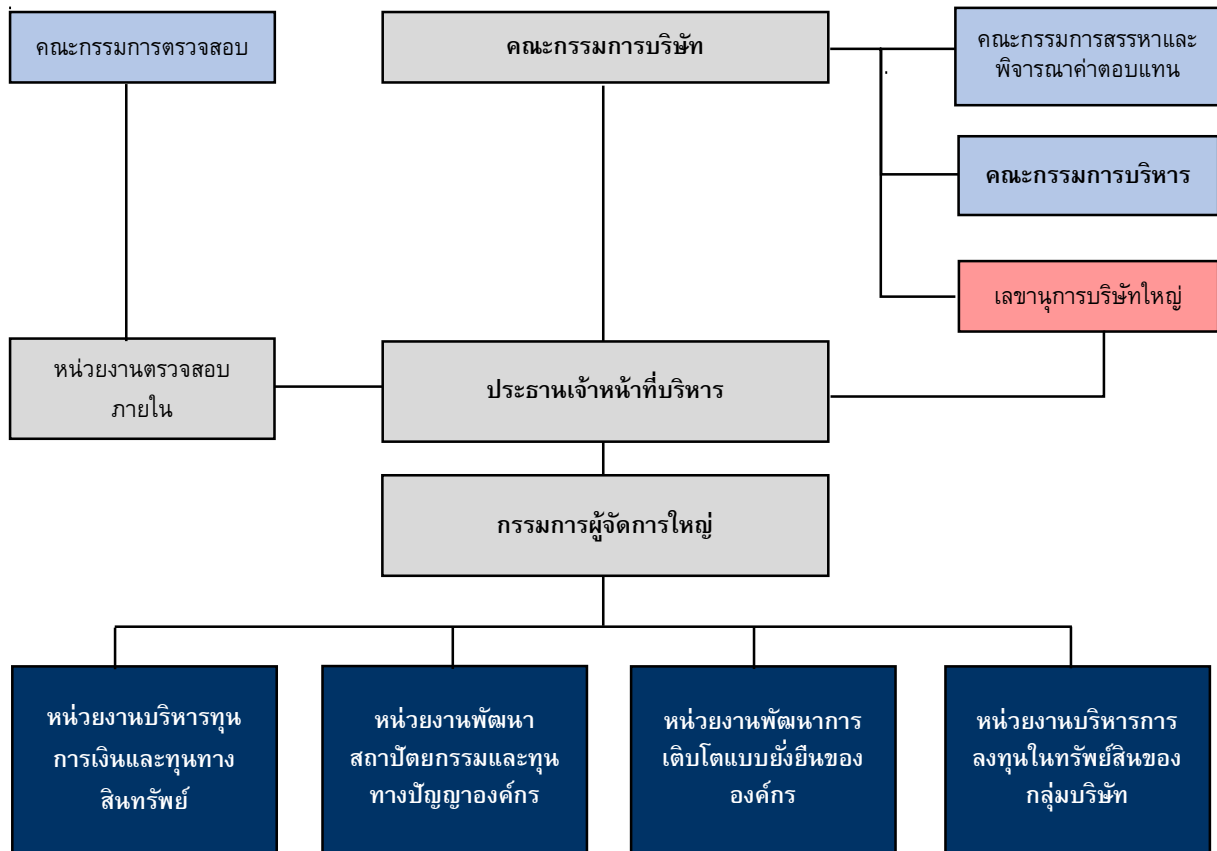 คณะกรรมการตรวจสอบ
คณะกรรมการบริษัท
คณะกรรมการสรรหาและ
พิจารณาค่าตอบแทน
คณะกรรมการบริหาร
เลขานุการบริษัทใหญ่
หน่วยงานตรวจสอบ
ภายใน
ประธานเจ้าหน้าที่บริหาร
กรรมการผู้จัดการใหญ่
หน่วยงานบริหารทุน
การเงินและทุนทาง
สินทรัพย์
หน่วยงานพัฒนา
สถาปัตยกรรมและทุน
ทางปัญญาองค์กร
หน่วยงานพัฒนาการ
เติบโตแบบยั่งยืนของ
องค์กร
หน่วยงานบริหารการ
ลงทุนในทรัพย์สินของ
กลุ่มบริษัท